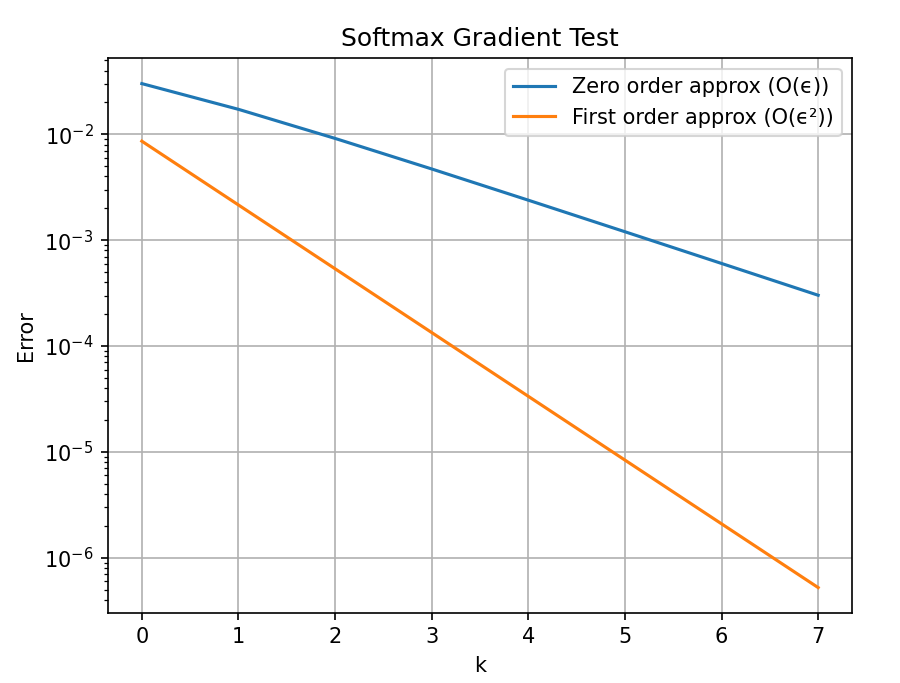 Softmax Gradient Test
Zero order approx (O(ϵ))
First order approx (O(ϵ²))
Error
10⁻²
10⁻³
10⁻⁴
10⁻⁵
10⁻⁶
0 1 2 3 4 5 6 7
k